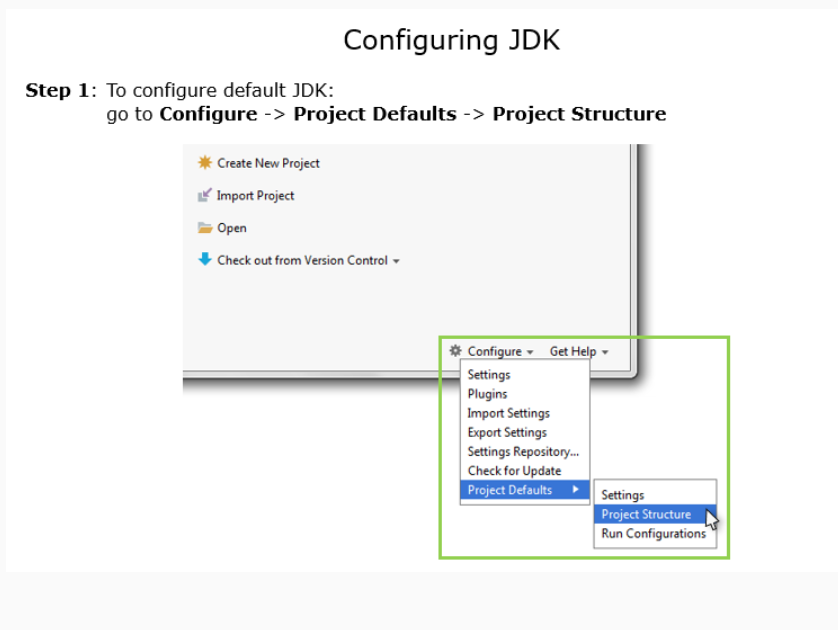 Configuring JDK
Step 1: To configure default JDK:
go to Configure -> Project Defaults -> Project Structure
Create New Project
Import Project
Open
Check out from Version Control
Configure
Get Help
Settings
Plugins
Import Settings
Export Settings
Settings Repository...
Check for Update
Project Defaults
Settings
Project Structure
Run Configurations